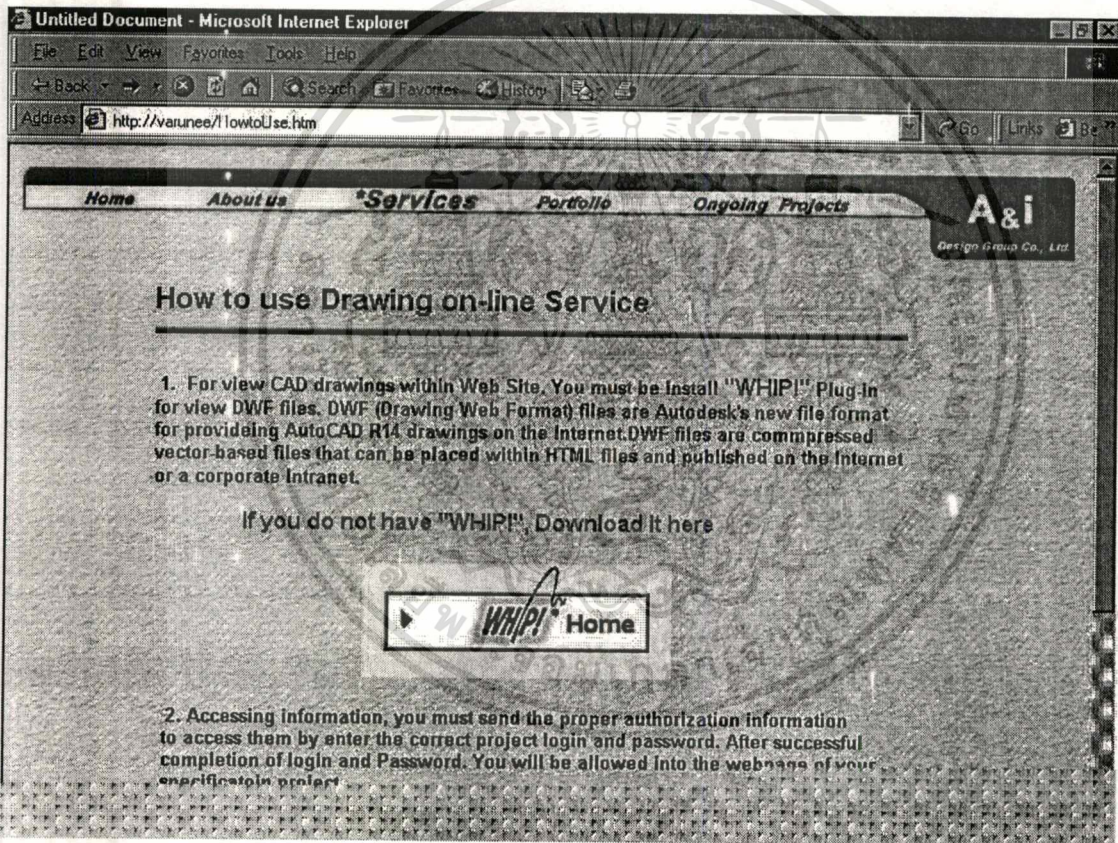 Untitled Document - Microsoft Internet Explorer
File Edit View Favorites Tools Help
Back Search Favorites History
Address http://varunee/HowtoUse.htm Go Links Be
Home About us *Services Portfolio Ongoing Projects
A&i
Design Group Co., Ltd.
How to use Drawing on-line Service
1. For view CAD drawings within Web Site. You must be Install "WHIP!" Plug-in
for view DWF files. DWF (Drawing Web Format) files are Autodesk's new file format
for provideing AutoCAD R14 drawings on the Internet.DWF files are commpressed
vector-based files that can be placed within HTML files and published on the Internet
or a corporate Intranet.
If you do not have "WHIP!", Download it here
WHIP! Home
2. Accessing information, you must send the proper authorization information
to access them by enter the correct project login and password. After successful
completion of login and Password. You will be allowed into the webpage of your
specificatoin project